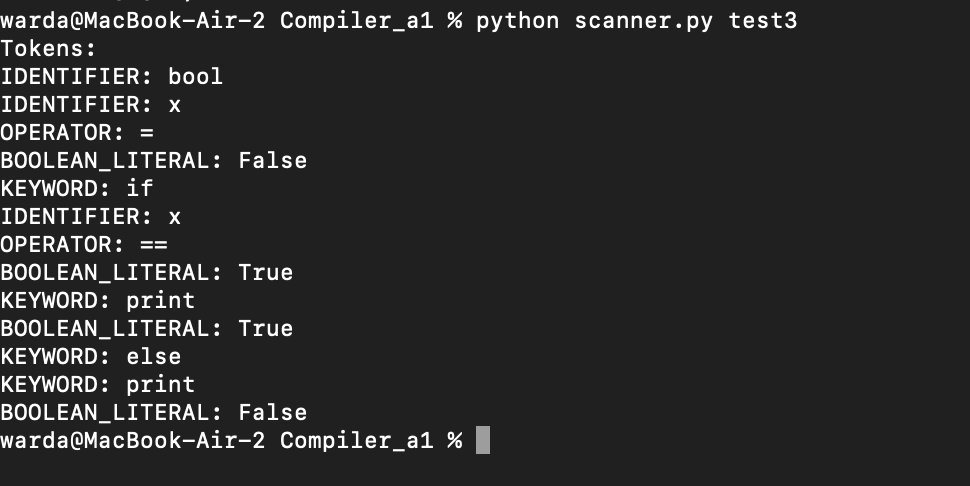 warda@MacBook-Air-2 Compiler_a1 % python scanner.py test3
Tokens:
IDENTIFIER: bool
IDENTIFIER: x
OPERATOR: =
BOOLEAN_LITERAL: False
KEYWORD: if
IDENTIFIER: x
OPERATOR: ==
BOOLEAN_LITERAL: True
KEYWORD: print
BOOLEAN_LITERAL: True
KEYWORD: else
KEYWORD: print
BOOLEAN_LITERAL: False
warda@MacBook-Air-2 Compiler_a1 %